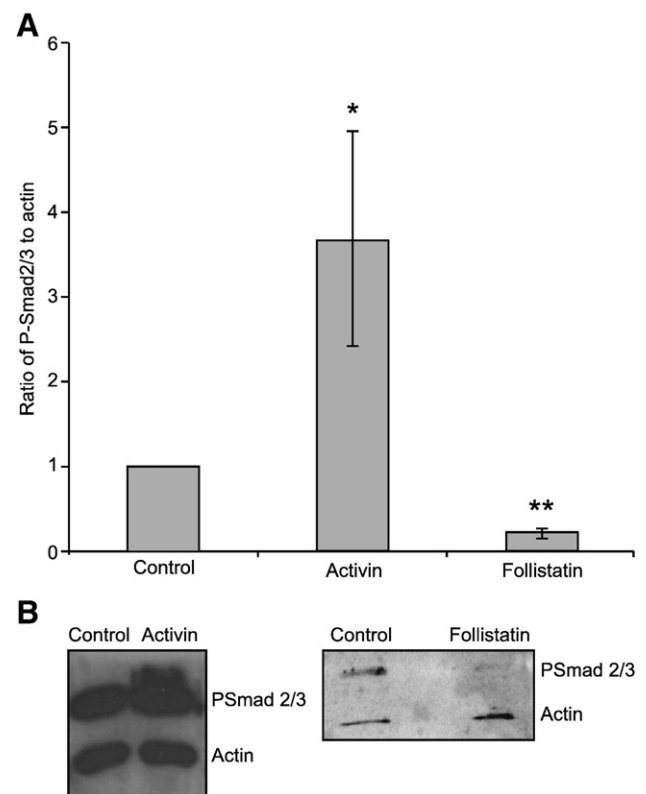 A
6
5
4
3
2
1
0
Ratio of P-Smad2/3 to actin
*
**
Control Activin Follistatin
B
Control Activin
PSmad 2/3
Actin
Control Follistatin
PSmad 2/3
Actin